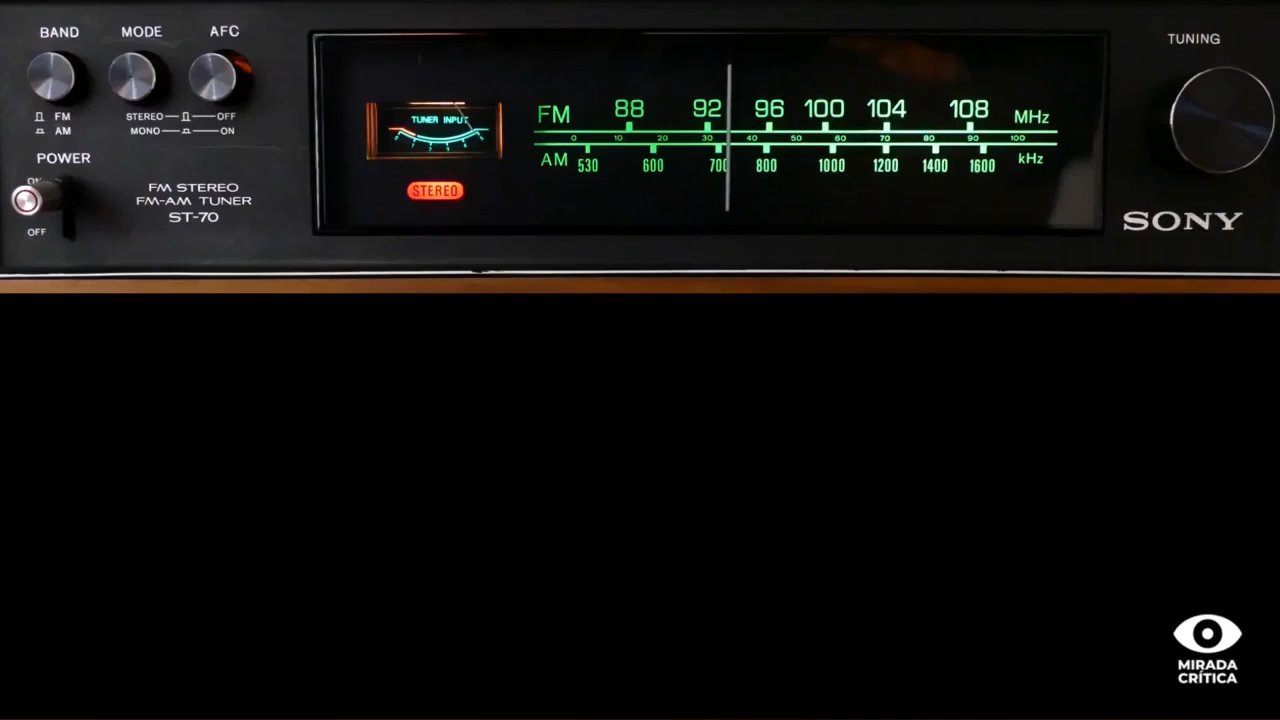 BAND MODE AFC
FM
AM
STEREO OFF
MONO ON
POWER
ON
OFF
FM STEREO
FM-AM TUNER
ST-70
TUNER INPUT
STEREO
FM 88 92 96 100 104 108 MHz
0 10 20 30 40 50 60 70 80 90 100
AM 530 600 700 800 1000 1200 1400 1600 kHz
TUNING
SONY
MIRADA
CRÍTICA